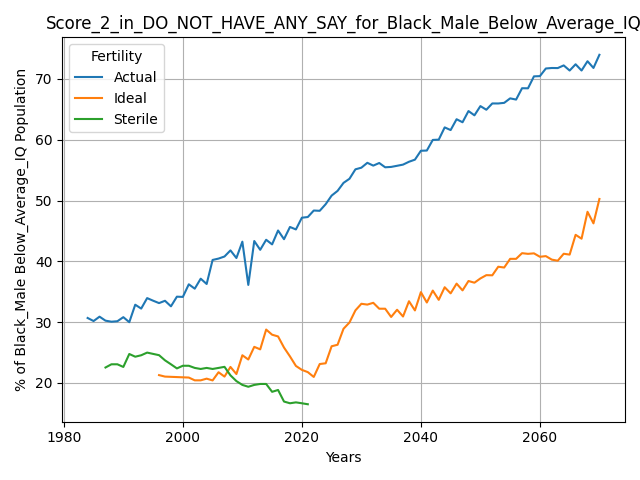 Score_2_in_DO_NOT_HAVE_ANY_SAY_for_Black_Male_Below_Average_IQ
Fertility
Actual
Ideal
Sterile
% of Black_Male Below_Average_IQ Population
70
60
50
40
30
20
1980 2000 2020 2040 2060
Years